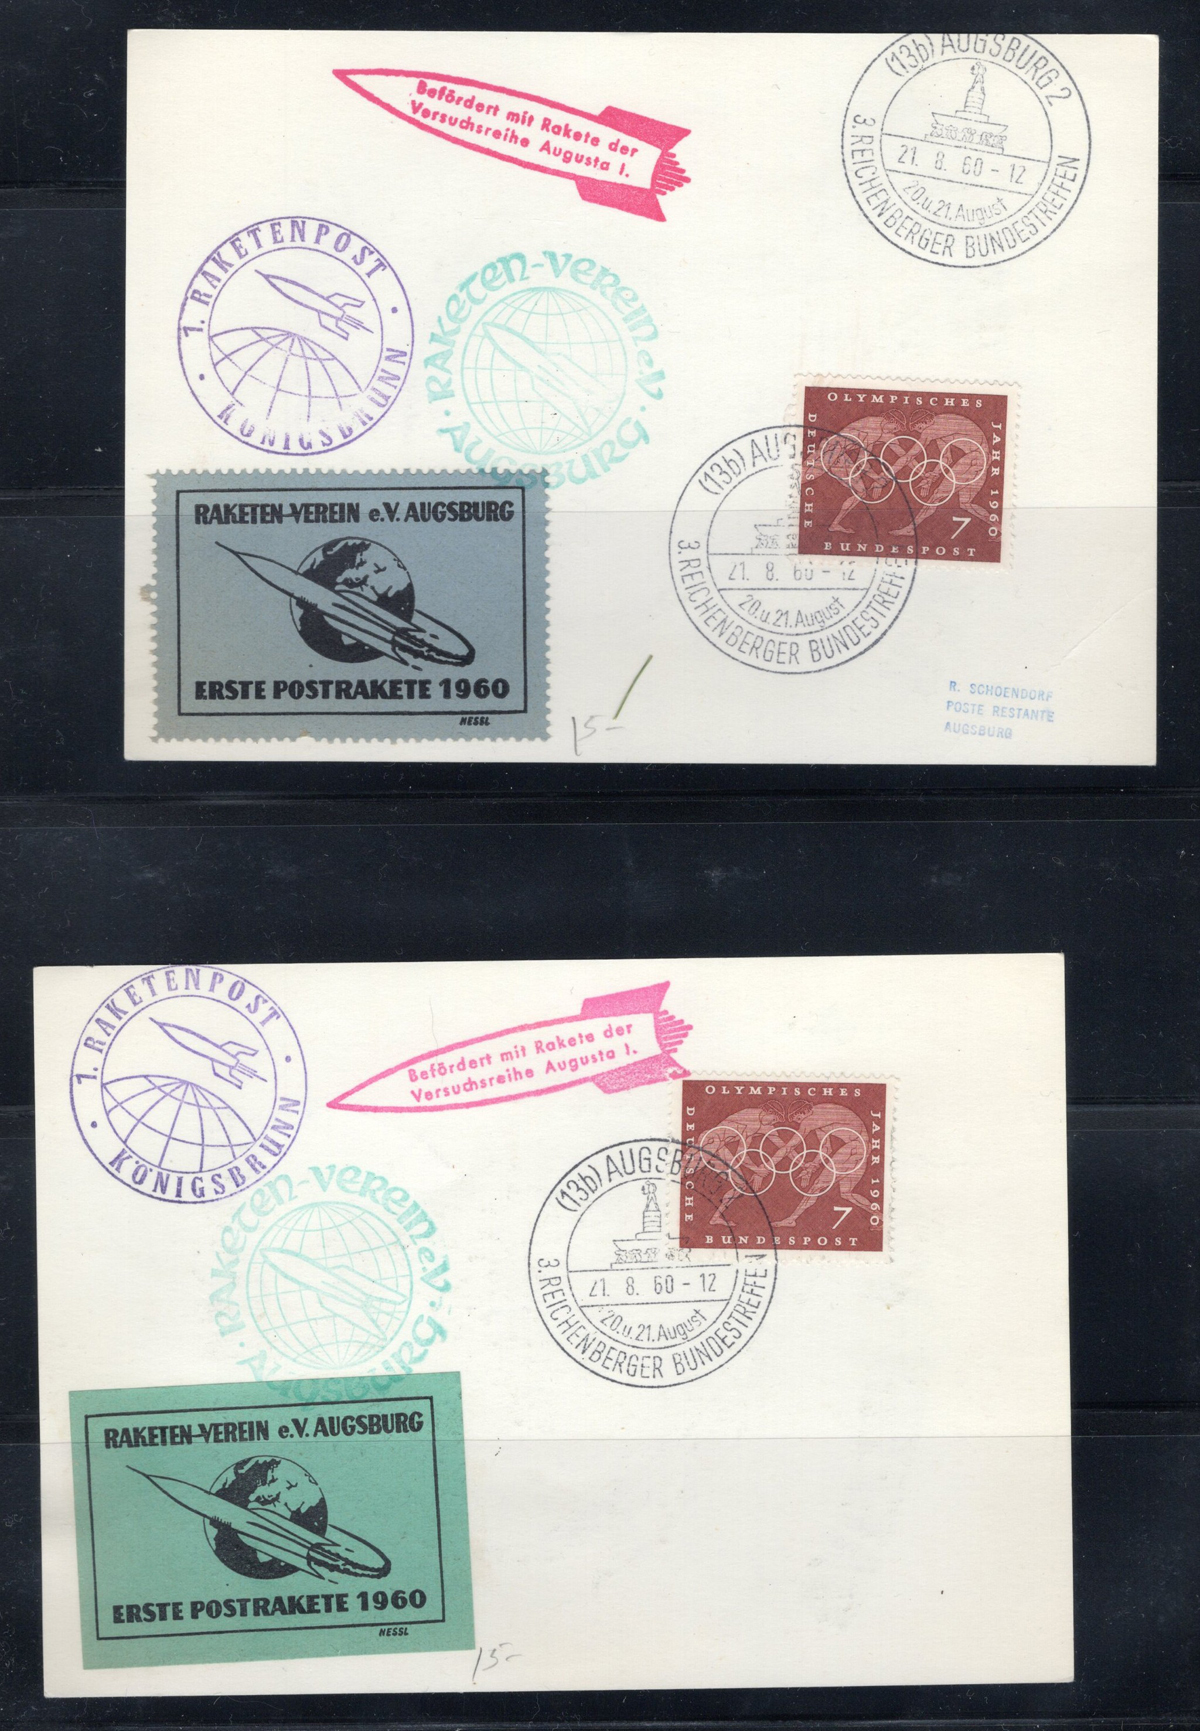 Befördert mit Rakete der
Versuchsreihe Augusta I.
(13b) AUGSBURG 2
21. 8. 60 - 12
20.u.21.August
3. REICHENBERGER BUNDESTREFFEN
1. RAKETENPOST
KÖNIGSBRUNN
RAKETEN-VEREIN e.V.
AUGSBURG
OLYMPISCHES
JAHR 1960
DEUTSCHE
BUNDESPOST
7
(13b) AUGSBURG
21. 8. 60 - 12
20.u.21.August
3. REICHENBERGER BUNDESTREFFEN
RAKETEN-VEREIN e.V. AUGSBURG
ERSTE POSTRAKETE 1960
NESSL
15-
R. SCHOENDORF
POSTE RESTANTE
AUGSBURG
1. RAKETENPOST
KÖNIGSBRUNN
Befördert mit Rakete der
Versuchsreihe Augusta I.
OLYMPISCHES
JAHR 1960
DEUTSCHE
BUNDESPOST
7
(13b) AUGSBURG
21. 8. 60 - 12
20.u.21.August
3. REICHENBERGER BUNDESTREFFEN
RAKETEN-VEREIN e.V.
AUGSBURG
RAKETEN-VEREIN e.V. AUGSBURG
ERSTE POSTRAKETE 1960
NESSL
15-